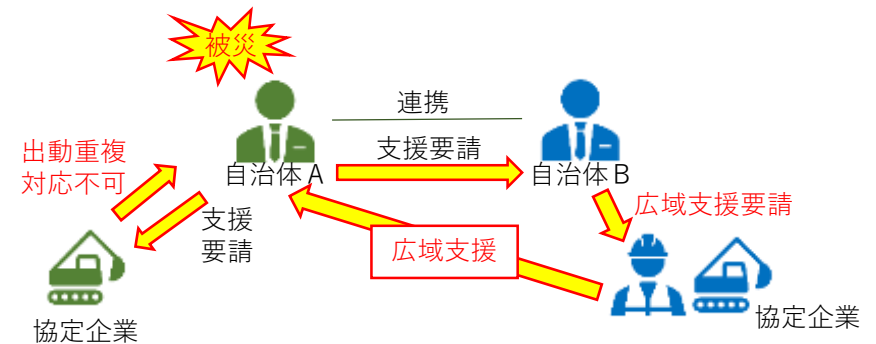 被災
連携
支援要請
自治体A
自治体B
出動重複
対応不可
支援
要請
広域支援要請
広域支援
協定企業
協定企業